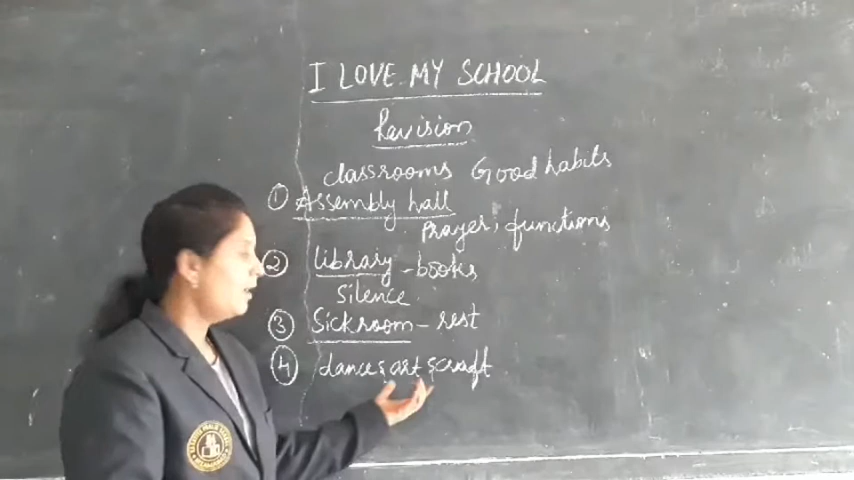 I LOVE MY SCHOOL
Revision
classrooms Good habits
① Assembly hall
Prayer, functions
② library - books
Silence
③ Sickroom - rest
④ dance, art & craft